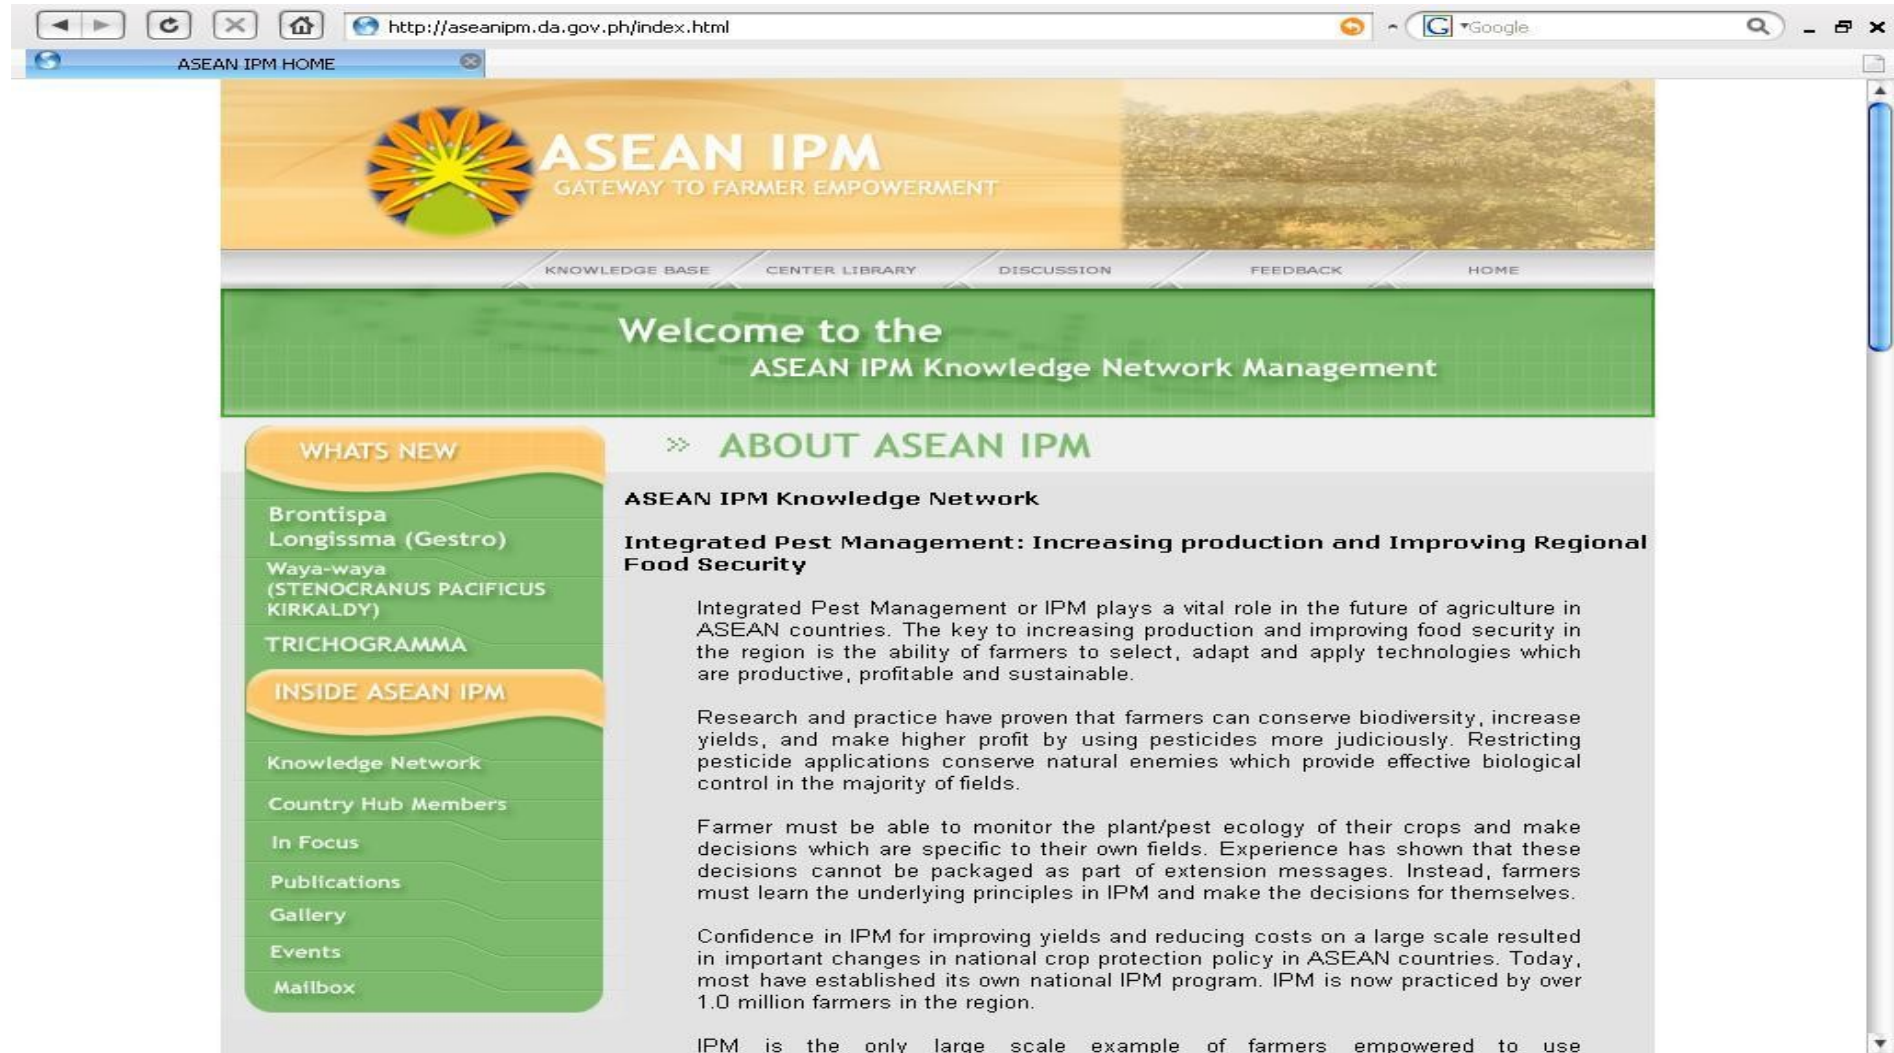 http://aseanipm.da.gov.ph/index.html
Google
ASEAN IPM HOME
ASEAN IPM
GATEWAY TO FARMER EMPOWERMENT
KNOWLEDGE BASE
CENTER LIBRARY
DISCUSSION
FEEDBACK
HOME
Welcome to the
ASEAN IPM Knowledge Network Management
WHATS NEW
Brontispa
Longissma (Gestro)
Waya-waya
(STENOCRANUS PACIFICUS
KIRKALDY)
TRICHOGRAMMA
INSIDE ASEAN IPM
Knowledge Network
Country Hub Members
In Focus
Publications
Gallery
Events
Mailbox
» ABOUT ASEAN IPM
ASEAN IPM Knowledge Network
Integrated Pest Management: Increasing production and Improving Regional
Food Security
Integrated Pest Management or IPM plays a vital role in the future of agriculture in
ASEAN countries. The key to increasing production and improving food security in
the region is the ability of farmers to select, adapt and apply technologies which
are productive, profitable and sustainable.
Research and practice have proven that farmers can conserve biodiversity, increase
yields, and make higher profit by using pesticides more judiciously. Restricting
pesticide applications conserve natural enemies which provide effective biological
control in the majority of fields.
Farmer must be able to monitor the plant/pest ecology of their crops and make
decisions which are specific to their own fields. Experience has shown that these
decisions cannot be packaged as part of extension messages. Instead, farmers
must learn the underlying principles in IPM and make the decisions for themselves.
Confidence in IPM for improving yields and reducing costs on a large scale resulted
in important changes in national crop protection policy in ASEAN countries. Today,
most have established its own national IPM program. IPM is now practiced by over
1.0 million farmers in the region.
IPM is the only large scale example of farmers empowered to use